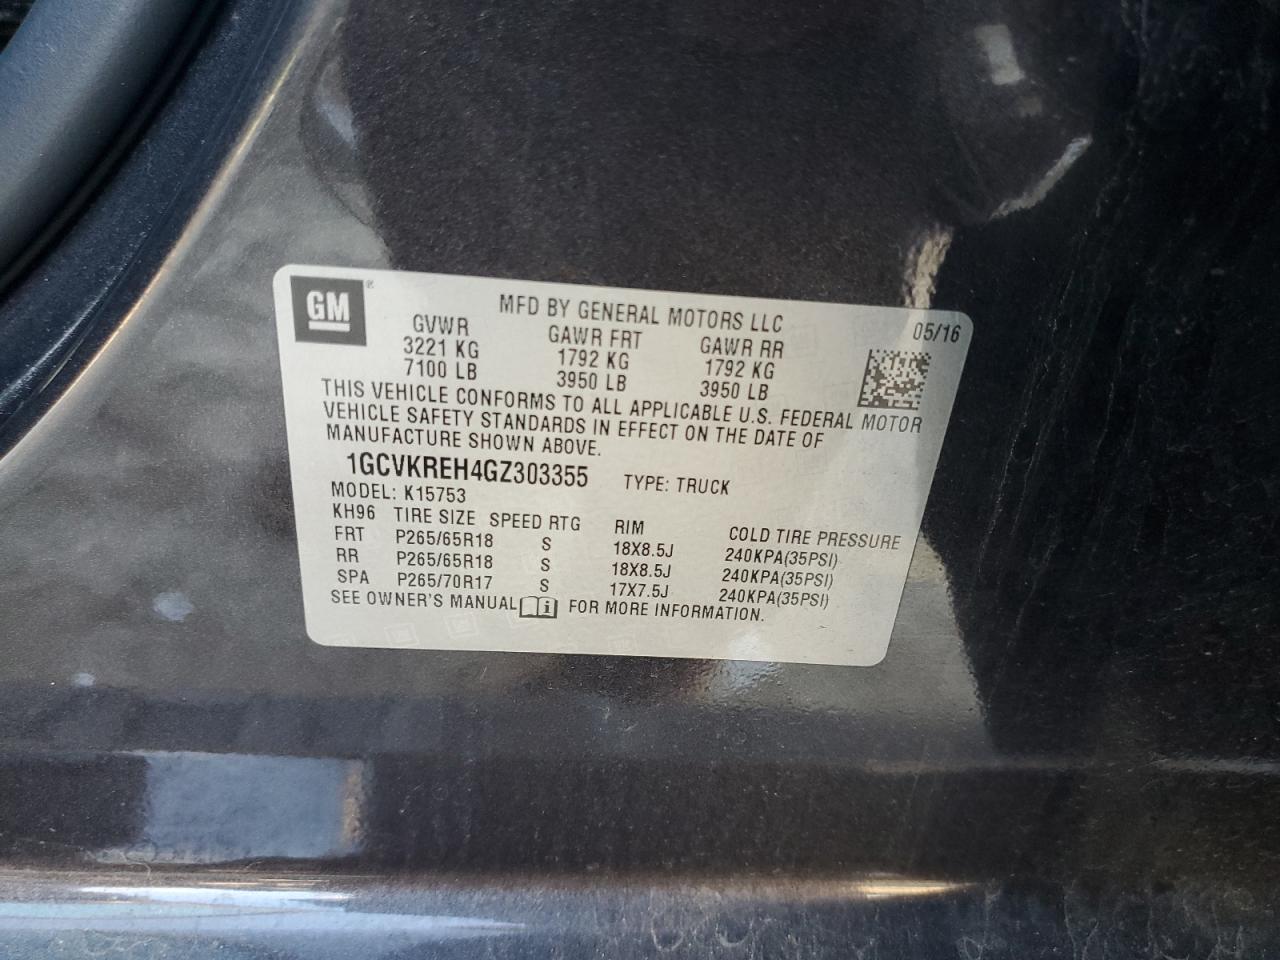 GM ®
MFD BY GENERAL MOTORS LLC 05/16
GVWR GAWR FRT GAWR RR
3221 KG 1792 KG 1792 KG
7100 LB 3950 LB 3950 LB
THIS VEHICLE CONFORMS TO ALL APPLICABLE U.S. FEDERAL MOTOR
VEHICLE SAFETY STANDARDS IN EFFECT ON THE DATE OF
MANUFACTURE SHOWN ABOVE.
1GCVKREH4GZ303355 TYPE: TRUCK
MODEL: K15753
KH96 TIRE SIZE SPEED RTG RIM COLD TIRE PRESSURE
FRT P265/65R18 S 18X8.5J 240KPA(35PSI)
RR P265/65R18 S 18X8.5J 240KPA(35PSI)
SPA P265/70R17 S 17X7.5J 240KPA(35PSI)
SEE OWNER'S MANUAL i FOR MORE INFORMATION.